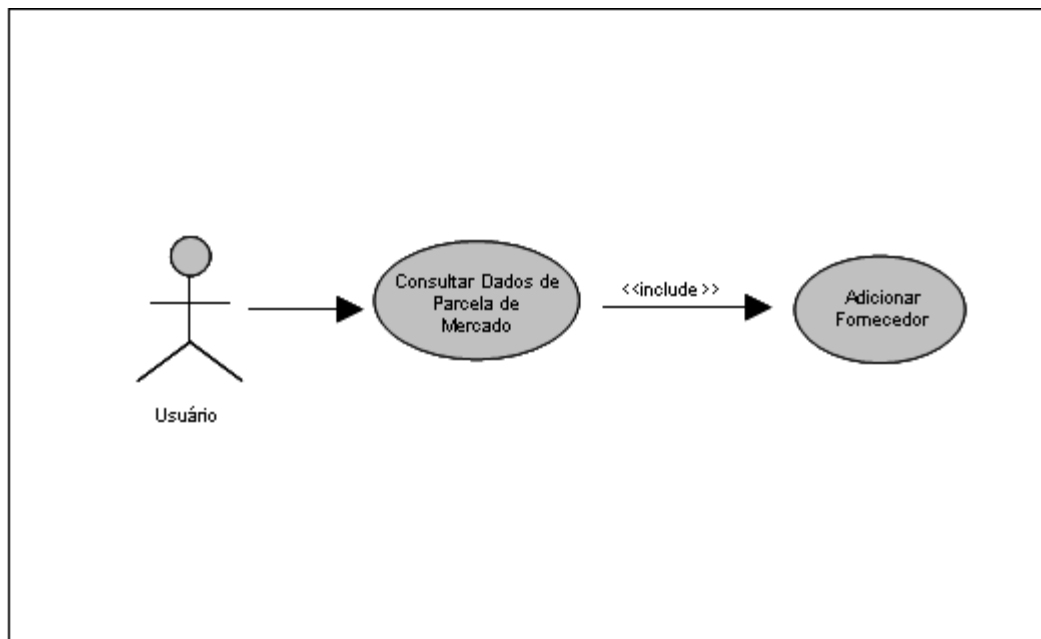 Consultar Dados de
Parcela de
Mercado
<<include>>
Adicionar
Fornecedor
Usuário